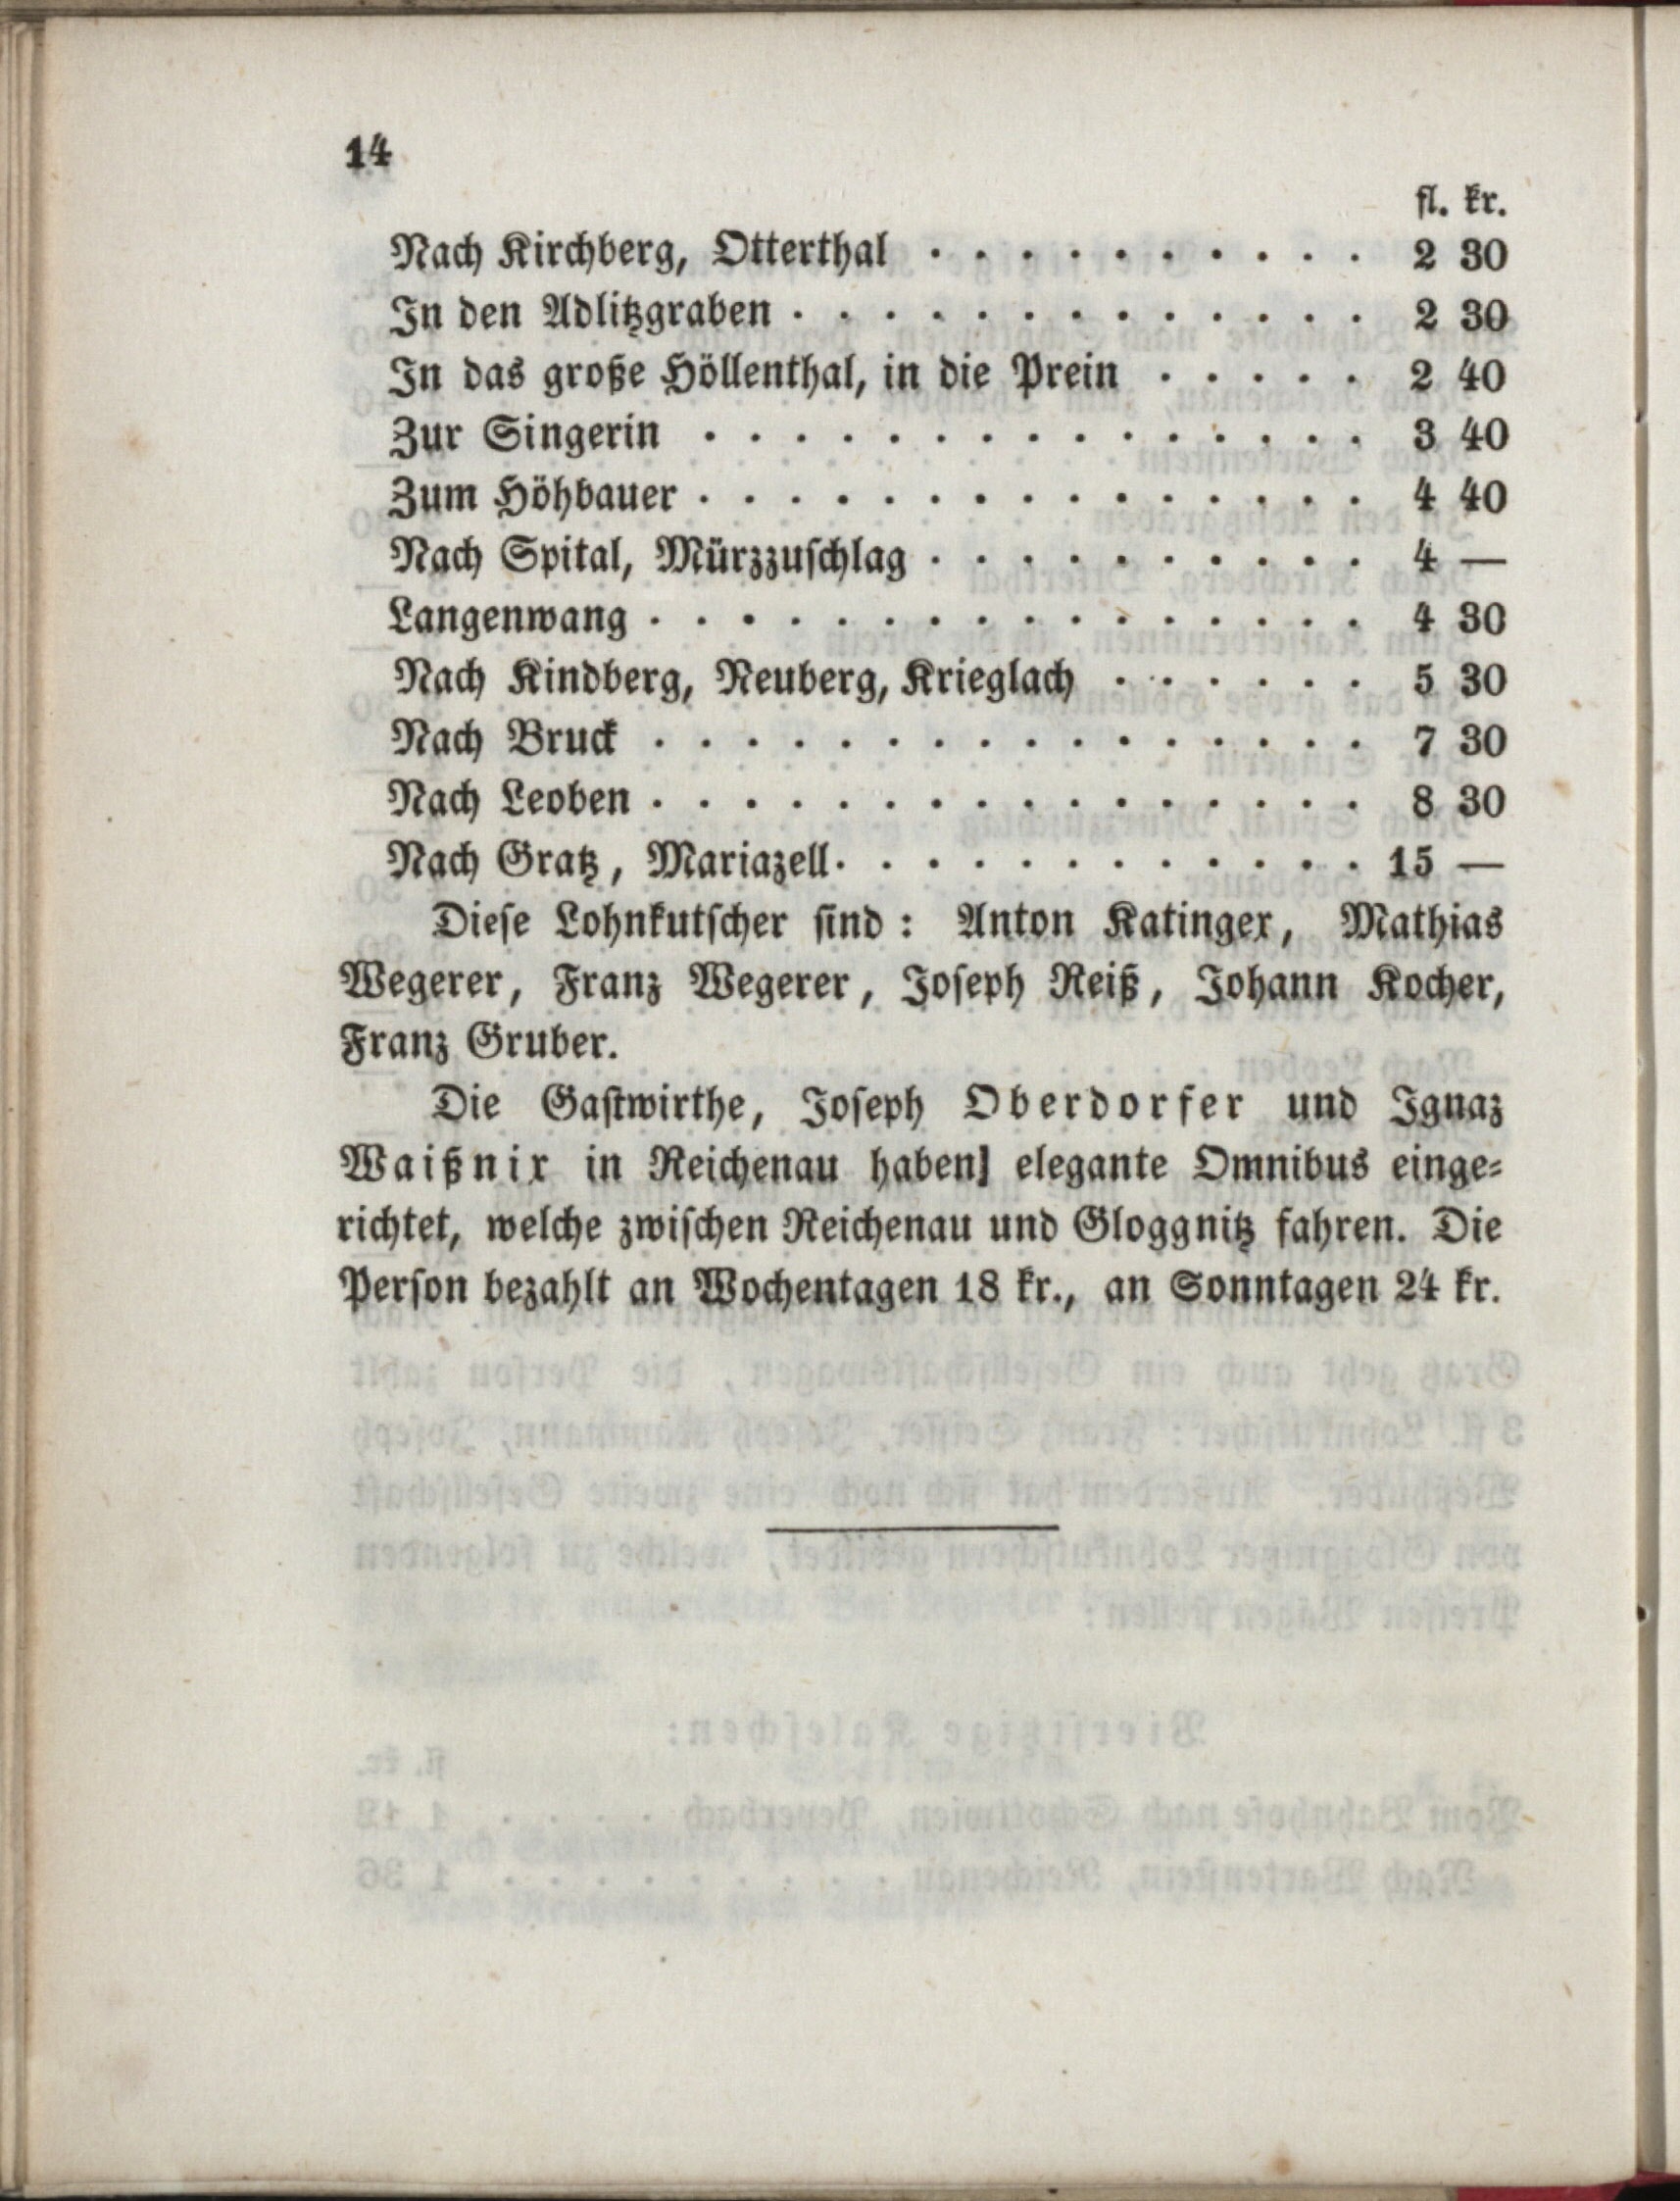 14
fl. kr.
Nach Kirchberg, Otterthal . . . . . . . . . . 2 30
In den Adlitzgraben . . . . . . . . . . . . . 2 30
In das große Höllenthal, in die Prein . . . . . 2 40
Zur Singerin . . . . . . . . . . . . . . . 3 40
Zum Höhbauer . . . . . . . . . . . . . . . 4 40
Nach Spital, Mürzzuschlag . . . . . . . . . . 4 —
Langenwang . . . . . . . . . . . . . . . . 4 30
Nach Kindberg, Neuberg, Krieglach . . . . . . 5 30
Nach Bruck . . . . . . . . . . . . . . . . 7 30
Nach Leoben . . . . . . . . . . . . . . . . 8 30
Nach Gratz, Mariazell . . . . . . . . . . . . 15 —
Diese Lohnkutscher sind: Anton Katinger, Mathias
Wegerer, Franz Wegerer, Joseph Reiß, Johann Kocher,
Franz Gruber.
Die Gastwirthe, Joseph Oberdorfer und Ignaz
Waißnix in Reichenau haben] elegante Omnibus einge-
richtet, welche zwischen Reichenau und Gloggnitz fahren. Die
Person bezahlt an Wochentagen 18 kr., an Sonntagen 24 kr.